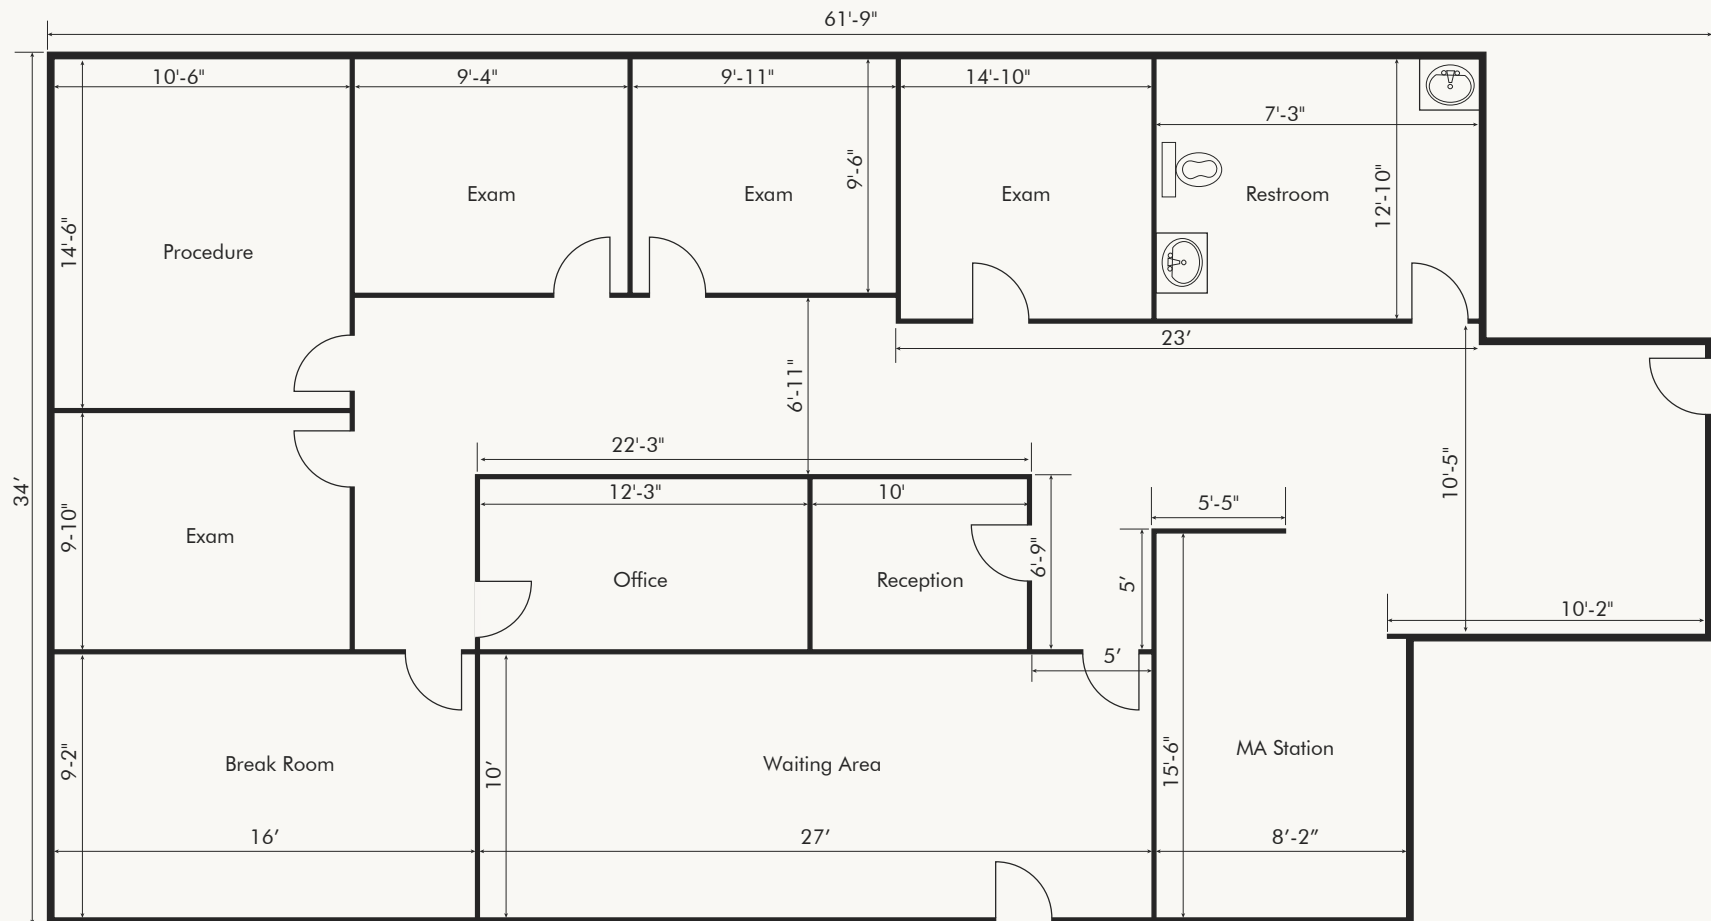 61'-9"
10'-6"
9'-4"
9'-11"
14'-10"
7'-3"
9'-6"
12'-10"
14'-6"
Exam
Exam
Exam
Restroom
Procedure
23′
6'-11"
22'-3"
10'-5"
34′
12'-3"
10'
5'-5"
9-10"
Exam
6'-9"
Office
Reception
5′
10'-2"
5′
9-2"
10′
15'-6"
Break Room
Waiting Area
MA Station
16′
27′
8′-2″